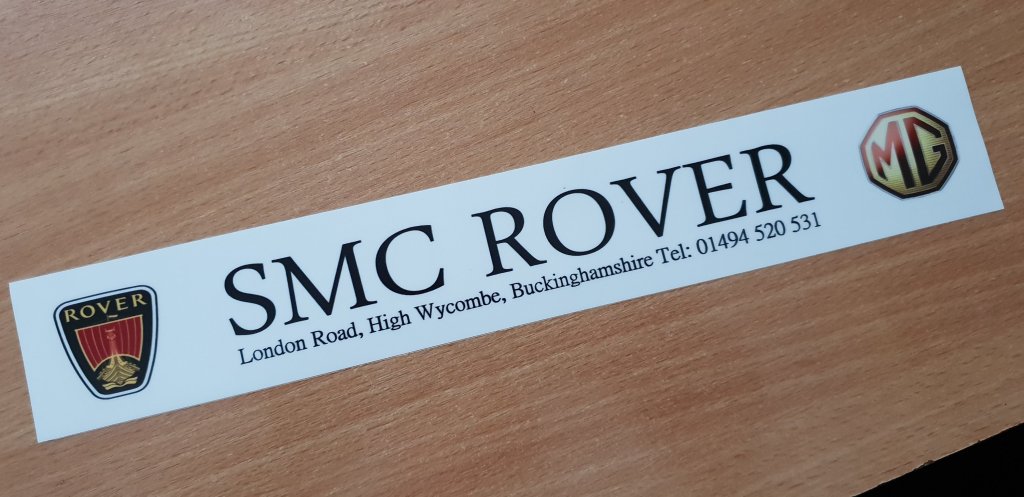 ROVER
SMC ROVER
London Road, High Wycombe, Buckinghamshire Tel: 01494 520 531
MG